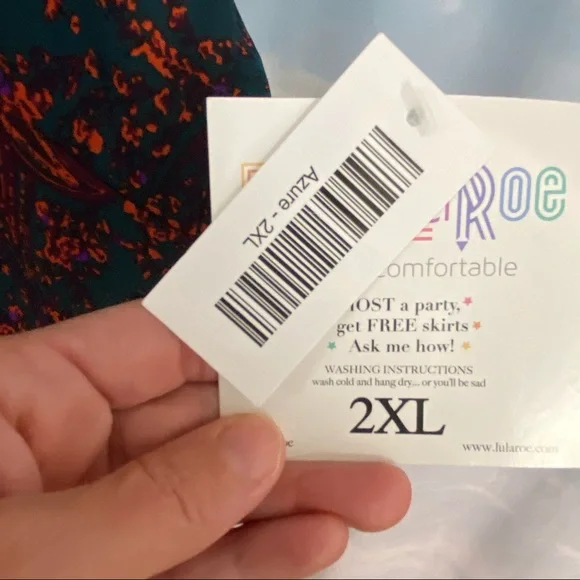 Azure - 2XL
Roe
comfortable
OST a party,
get FREE skirts
Ask me how!
WASHING INSTRUCTIONS
wash cold and hang dry... or you'll be sad
2XL
www.lularoe.com